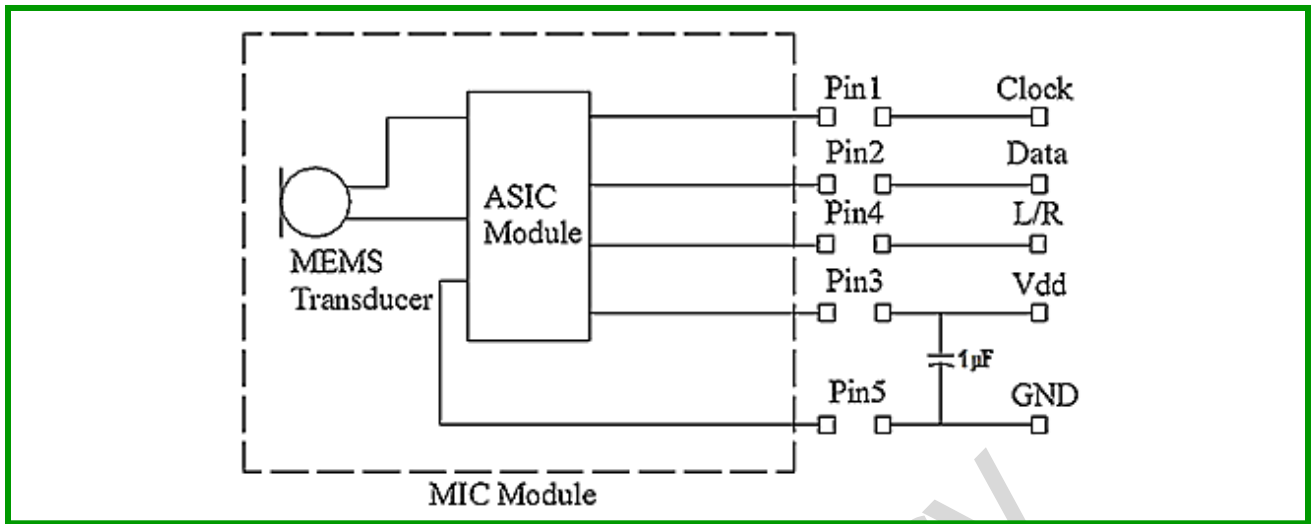 Pin1 Clock
Pin2 Data
Pin4 L/R
Pin3 Vdd
1µF
Pin5 GND
ASIC
Module
MEMS
Transducer
MIC Module